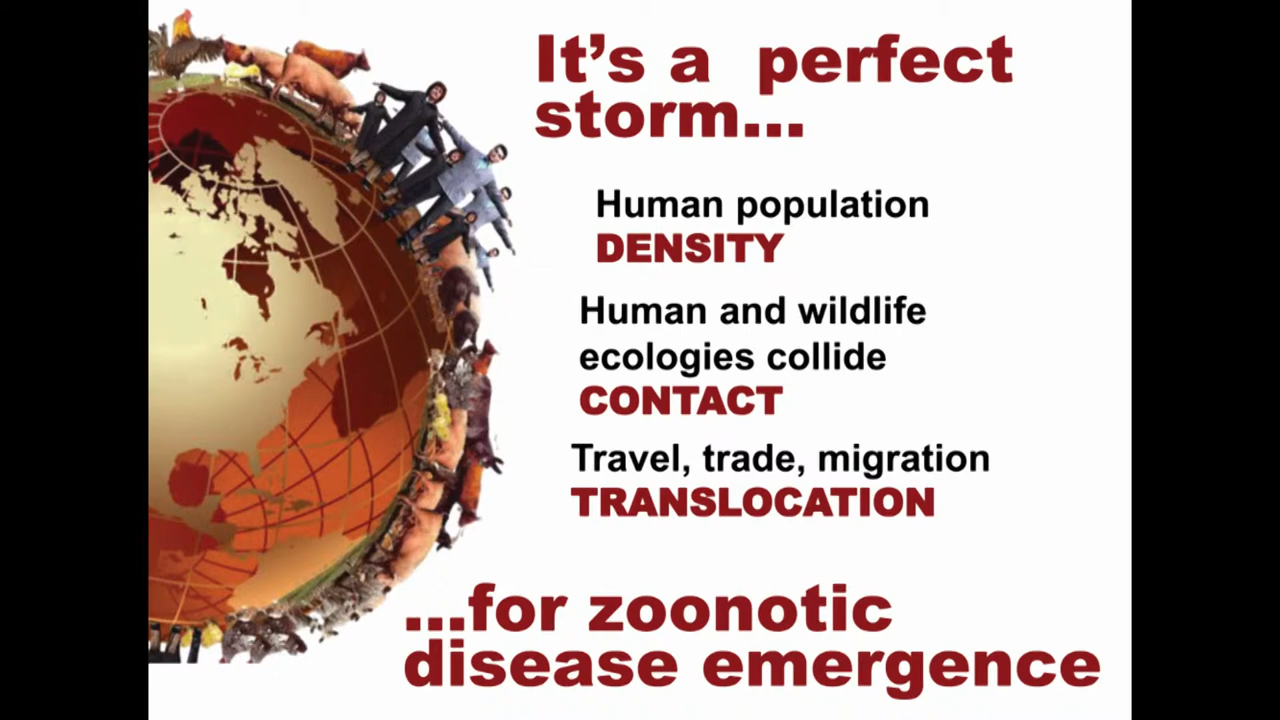 It’s a perfect
storm...
Human population
DENSITY
Human and wildlife
ecologies collide
CONTACT
Travel, trade, migration
TRANSLOCATION
...for zoonotic
disease emergence